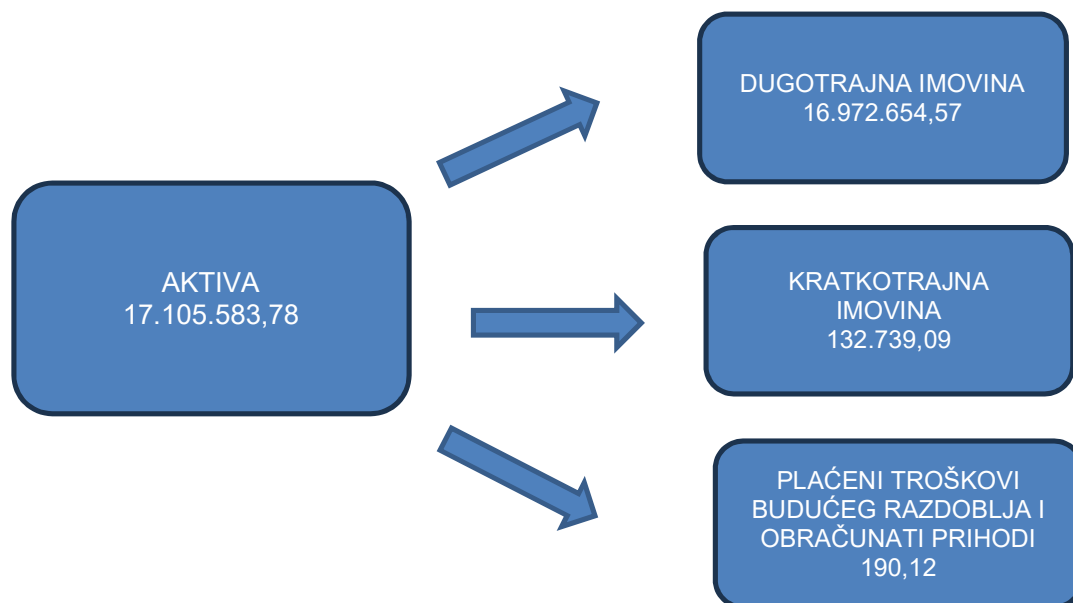 AKTIVA
17.105.583,78
DUGOTRAJNA IMOVINA
16.972.654,57
KRATKOTRAJNA
IMOVINA
132.739,09
PLAĆENI TROŠKOVI
BUDUĆEG RAZDOBLJA I
OBRAČUNATI PRIHODI
190,12